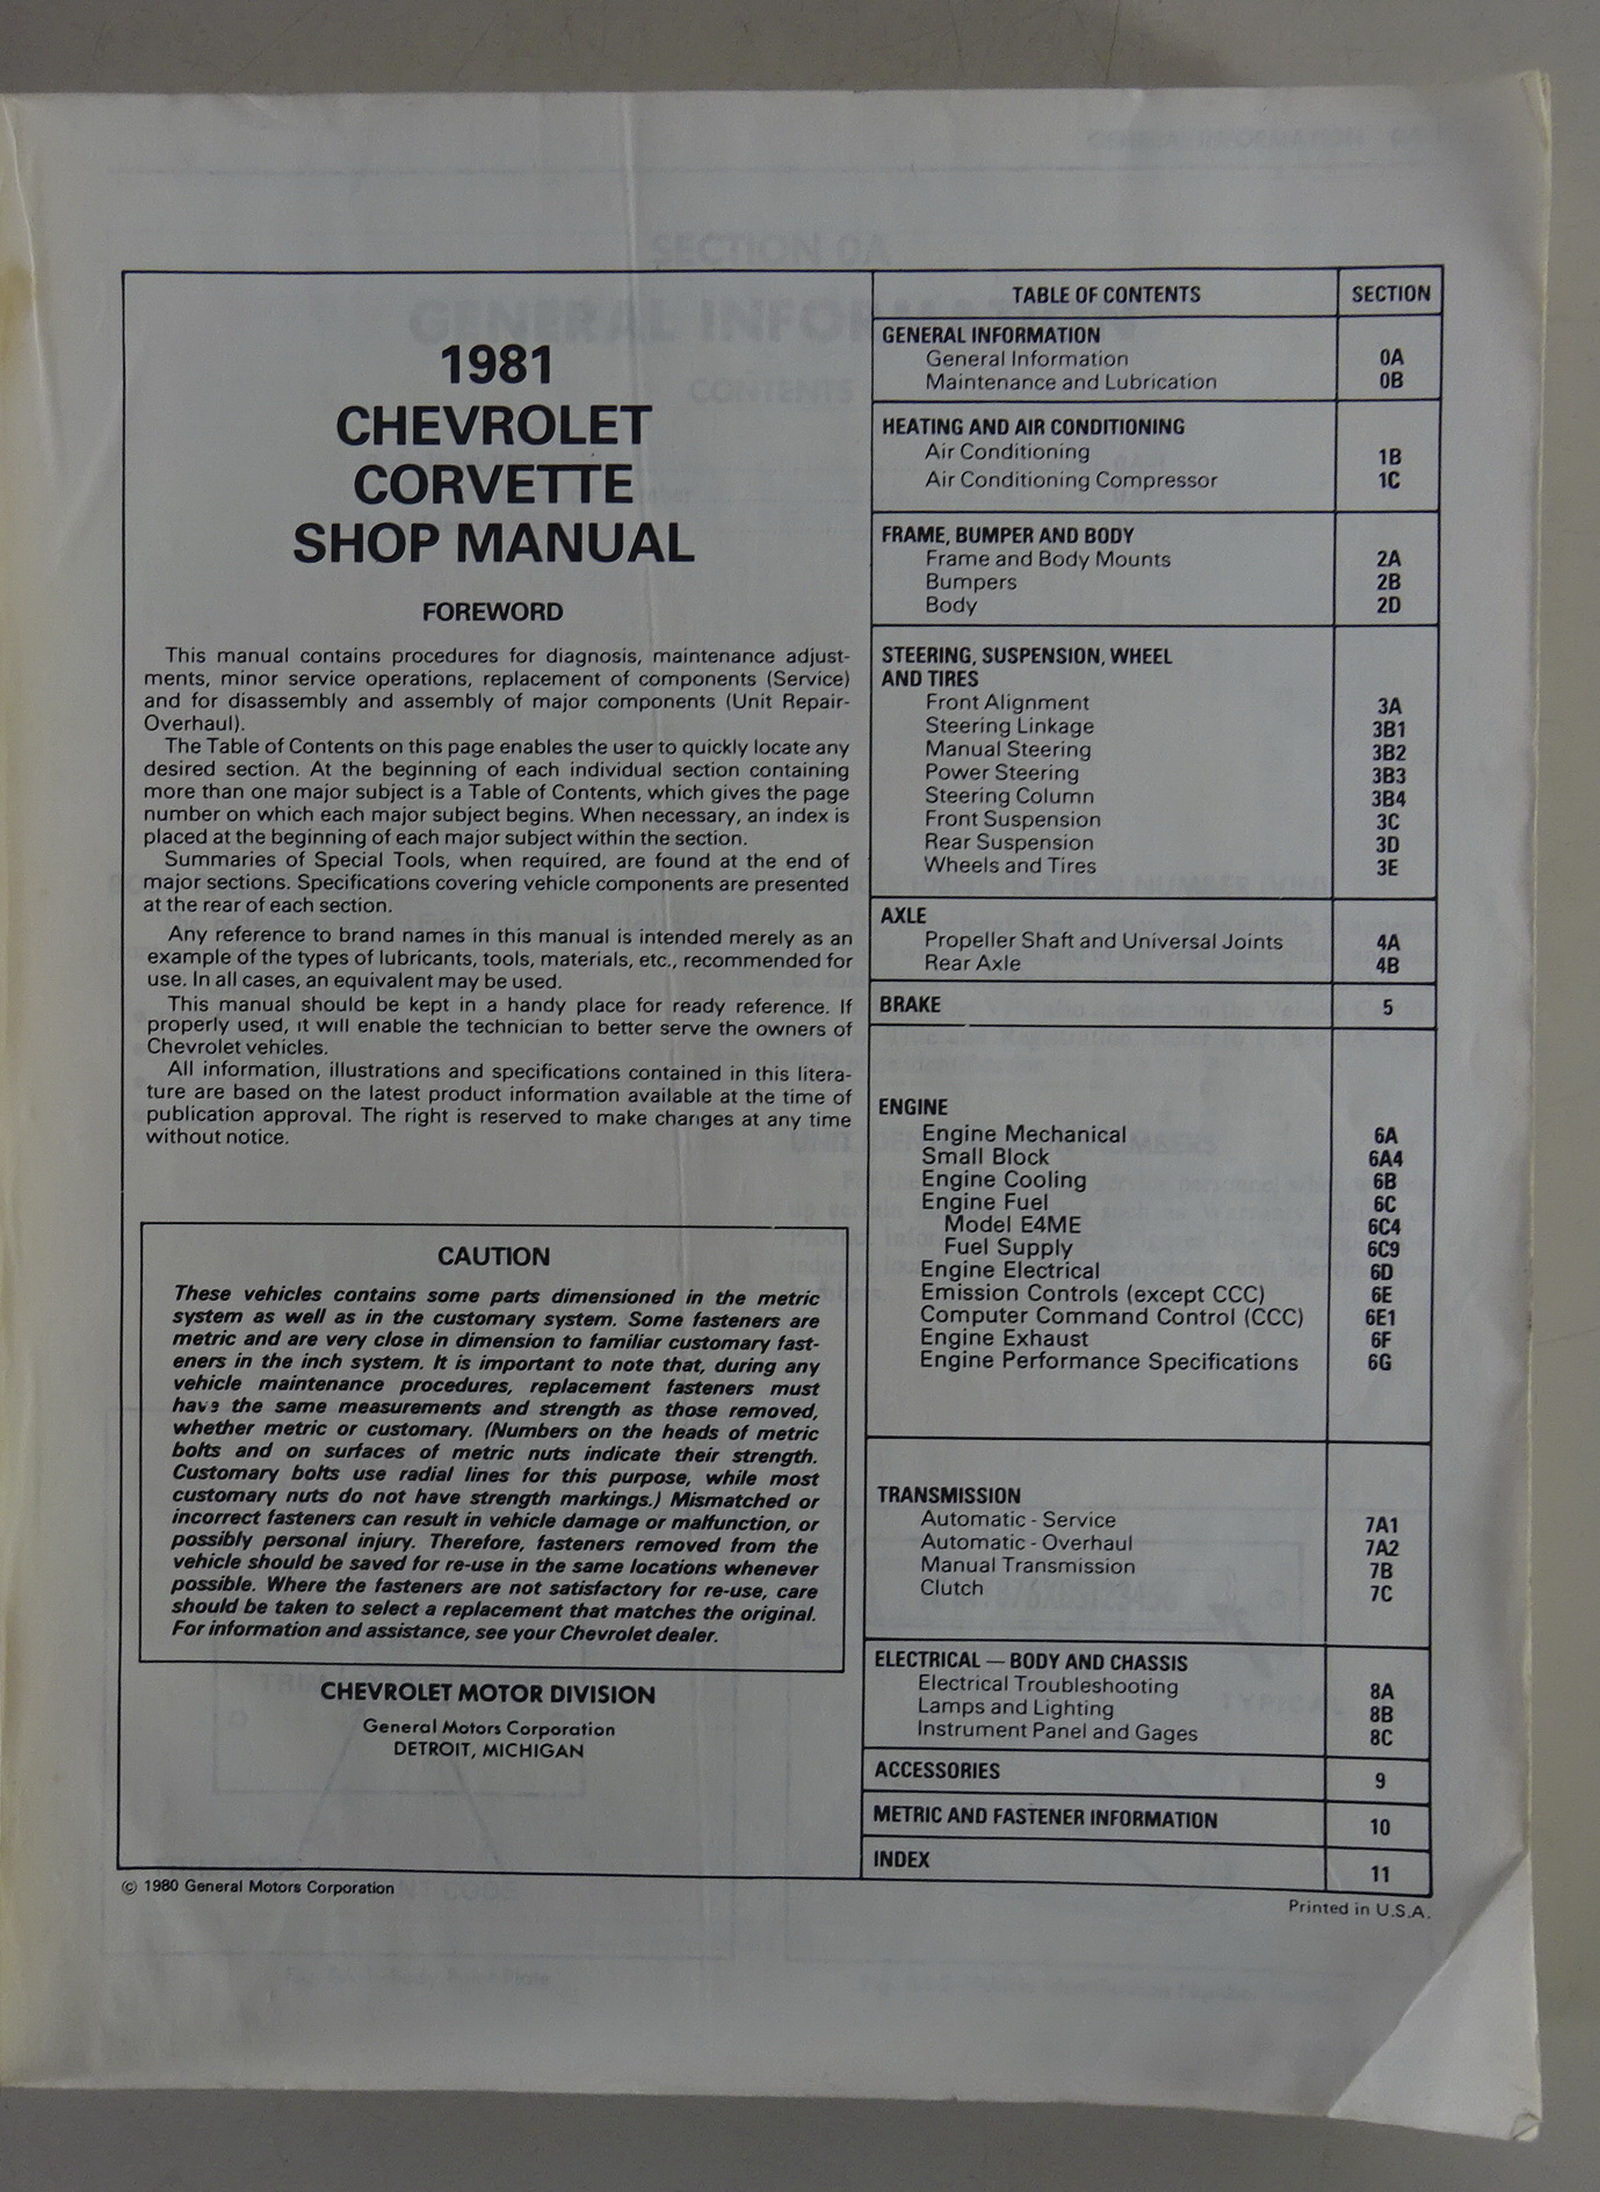 1981
CHEVROLET
CORVETTE
SHOP MANUAL
FOREWORD
This manual contains procedures for diagnosis, maintenance adjust-
ments, minor service operations, replacement of components (Service)
and for disassembly and assembly of major components (Unit Repair-
Overhaul).
The Table of Contents on this page enables the user to quickly locate any
desired section. At the beginning of each individual section containing
more than one major subject is a Table of Contents, which gives the page
number on which each major subject begins. When necessary, an index is
placed at the beginning of each major subject within the section.
Summaries of Special Tools, when required, are found at the end of
major sections. Specifications covering vehicle components are presented
at the rear of each section.
Any reference to brand names in this manual is intended merely as an
example of the types of lubricants, tools, materials, etc., recommended for
use. In all cases, an equivalent may be used.
This manual should be kept in a handy place for ready reference. If
properly used, it will enable the technician to better serve the owners of
Chevrolet vehicles.
All information, illustrations and specifications contained in this litera-
ture are based on the latest product information available at the time of
publication approval. The right is reserved to make changes at any time
without notice.
CAUTION
These vehicles contains some parts dimensioned in the metric
system as well as in the customary system. Some fasteners are
metric and are very close in dimension to familiar customary fast-
eners in the inch system. It is important to note that, during any
vehicle maintenance procedures, replacement fasteners must
have the same measurements and strength as those removed,
whether metric or customary. (Numbers on the heads of metric
bolts and on surfaces of metric nuts indicate their strength.
Customary bolts use radial lines for this purpose, while most
customary nuts do not have strength markings.) Mismatched or
incorrect fasteners can result in vehicle damage or malfunction, or
possibly personal injury. Therefore, fasteners removed from the
vehicle should be saved for re-use in the same locations whenever
possible. Where the fasteners are not satisfactory for re-use, care
should be taken to select a replacement that matches the original.
For information and assistance, see your Chevrolet dealer.
CHEVROLET MOTOR DIVISION
General Motors Corporation
DETROIT, MICHIGAN
© 1980 General Motors Corporation
TABLE OF CONTENTS SECTION
GENERAL INFORMATION
General Information 0A
Maintenance and Lubrication 0B
HEATING AND AIR CONDITIONING
Air Conditioning 1B
Air Conditioning Compressor 1C
FRAME, BUMPER AND BODY
Frame and Body Mounts 2A
Bumpers 2B
Body 2D
STEERING, SUSPENSION, WHEEL
AND TIRES
Front Alignment 3A
Steering Linkage 3B1
Manual Steering 3B2
Power Steering 3B3
Steering Column 3B4
Front Suspension 3C
Rear Suspension 3D
Wheels and Tires 3E
AXLE
Propeller Shaft and Universal Joints 4A
Rear Axle 4B
BRAKE 5
ENGINE
Engine Mechanical 6A
Small Block 6A4
Engine Cooling 6B
Engine Fuel 6C
Model E4ME 6C4
Fuel Supply 6C9
Engine Electrical 6D
Emission Controls (except CCC) 6E
Computer Command Control (CCC) 6E1
Engine Exhaust 6F
Engine Performance Specifications 6G
TRANSMISSION
Automatic - Service 7A1
Automatic - Overhaul 7A2
Manual Transmission 7B
Clutch 7C
ELECTRICAL — BODY AND CHASSIS
Electrical Troubleshooting 8A
Lamps and Lighting 8B
Instrument Panel and Gages 8C
ACCESSORIES 9
METRIC AND FASTENER INFORMATION 10
INDEX 11
Printed in U.S.A.